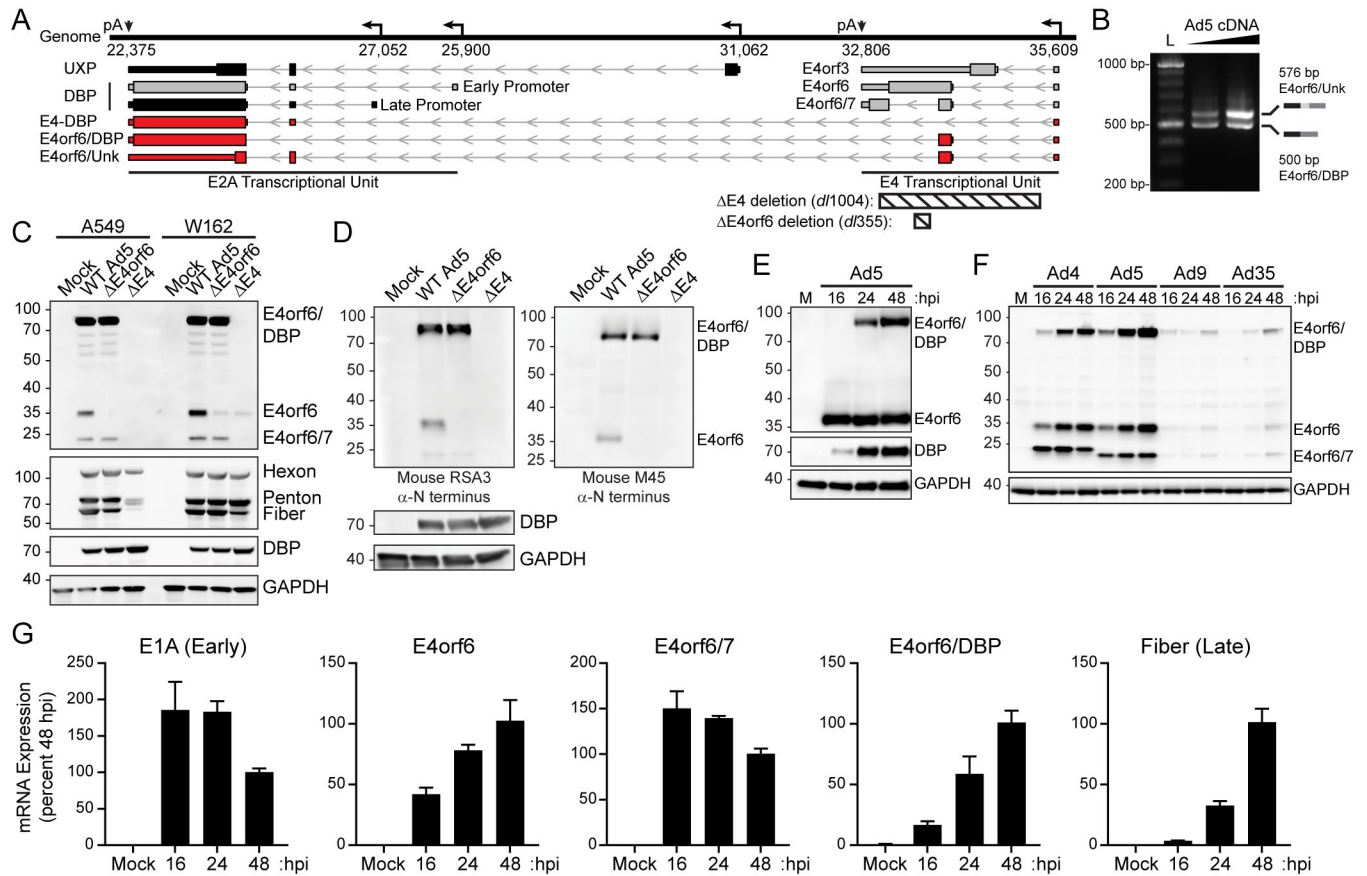 A
pA
pA
Genome
22,375
27,052
25,900
31,062
32,806
35,609
UXP
DBP
Early Promoter
Late Promoter
E4-DBP
E4orf6/DBP
E4orf6/Unk
E4orf3
E4orf6
E4orf6/7
E2A Transcriptional Unit
E4 Transcriptional Unit
ΔE4 deletion (dl1004):
ΔE4orf6 deletion (dl355):
B
Ad5 cDNA
L
1000 bp-
500 bp-
200 bp-
576 bp
E4orf6/Unk
500 bp
E4orf6/DBP
C
A549
W162
Mock
WT Ad5
ΔE4orf6
ΔE4
Mock
WT Ad5
ΔE4orf6
ΔE4
100
70
50
40
35
25
E4orf6/
DBP
E4orf6
E4orf6/7
100
70
50
Hexon
Penton
Fiber
70
DBP
40
GAPDH
D
Mock
WT Ad5
ΔE4orf6
ΔE4
100
70
50
40
35
25
E4orf6/
DBP
Mouse RSA3
α-N terminus
Mock
WT Ad5
ΔE4orf6
ΔE4
100
70
50
40
35
25
E4orf6/
DBP
E4orf6
Mouse M45
α-N terminus
70
DBP
40
GAPDH
E
Ad5
M 16 24 48 :hpi
100
70
50
40
35
E4orf6/
DBP
E4orf6
70
DBP
40
GAPDH
F
Ad4 Ad5 Ad9 Ad35
M 16 24 48 16 24 48 16 24 48 16 24 48 :hpi
100
70
50
40
35
25
E4orf6/
DBP
E4orf6
E4orf6/7
40
GAPDH
G
mRNA Expression
(percent 48 hpi)
E1A (Early)
250
200
150
100
50
0
Mock 16 24 48 :hpi
E4orf6
150
100
50
0
Mock 16 24 48 :hpi
E4orf6/7
200
150
100
50
0
Mock 16 24 48 :hpi
E4orf6/DBP
150
100
50
0
Mock 16 24 48 :hpi
Fiber (Late)
150
100
50
0
Mock 16 24 48 :hpi